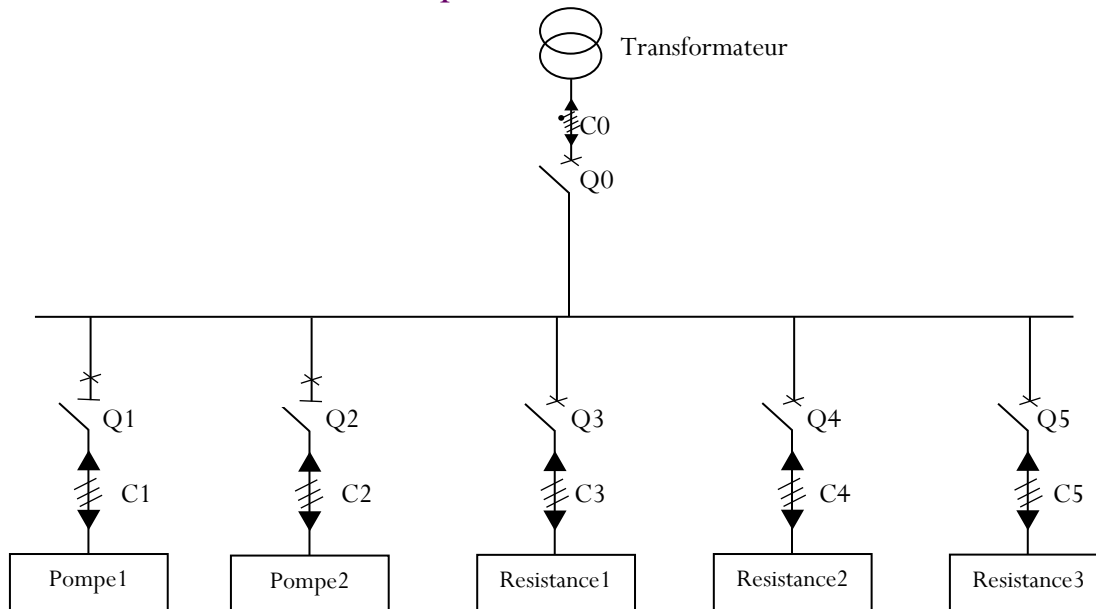 Transformateur
C0
Q0
Q1 Q2 Q3 Q4 Q5
C1 C2 C3 C4 C5
Pompe1 Pompe2 Resistance1 Resistance2 Resistance3